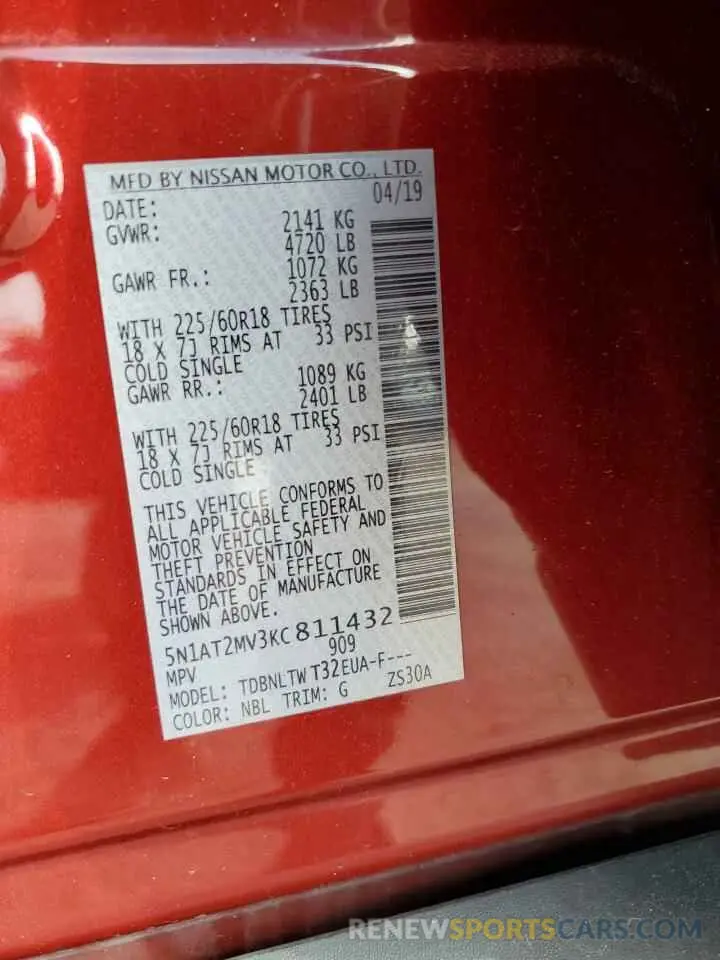 MFD BY NISSAN MOTOR CO., LTD.
DATE: 04/19
GVWR: 2141 KG
4720 LB
GAWR FR.: 1072 KG
2363 LB
WITH 225/60R18 TIRES
18 X 7J RIMS AT 33 PSI
COLD SINGLE
GAWR RR.: 1089 KG
2401 LB
WITH 225/60R18 TIRES
18 X 7J RIMS AT 33 PSI
COLD SINGLE
THIS VEHICLE CONFORMS TO
ALL APPLICABLE FEDERAL
MOTOR VEHICLE SAFETY AND
THEFT PREVENTION
STANDARDS IN EFFECT ON
THE DATE OF MANUFACTURE
SHOWN ABOVE.
5N1AT2MV3KC811432
MPV 909
MODEL: TDBNLTW T32EUA-F---
COLOR: NBL TRIM: G ZS30A
RENEWSPORTSCARS.COM